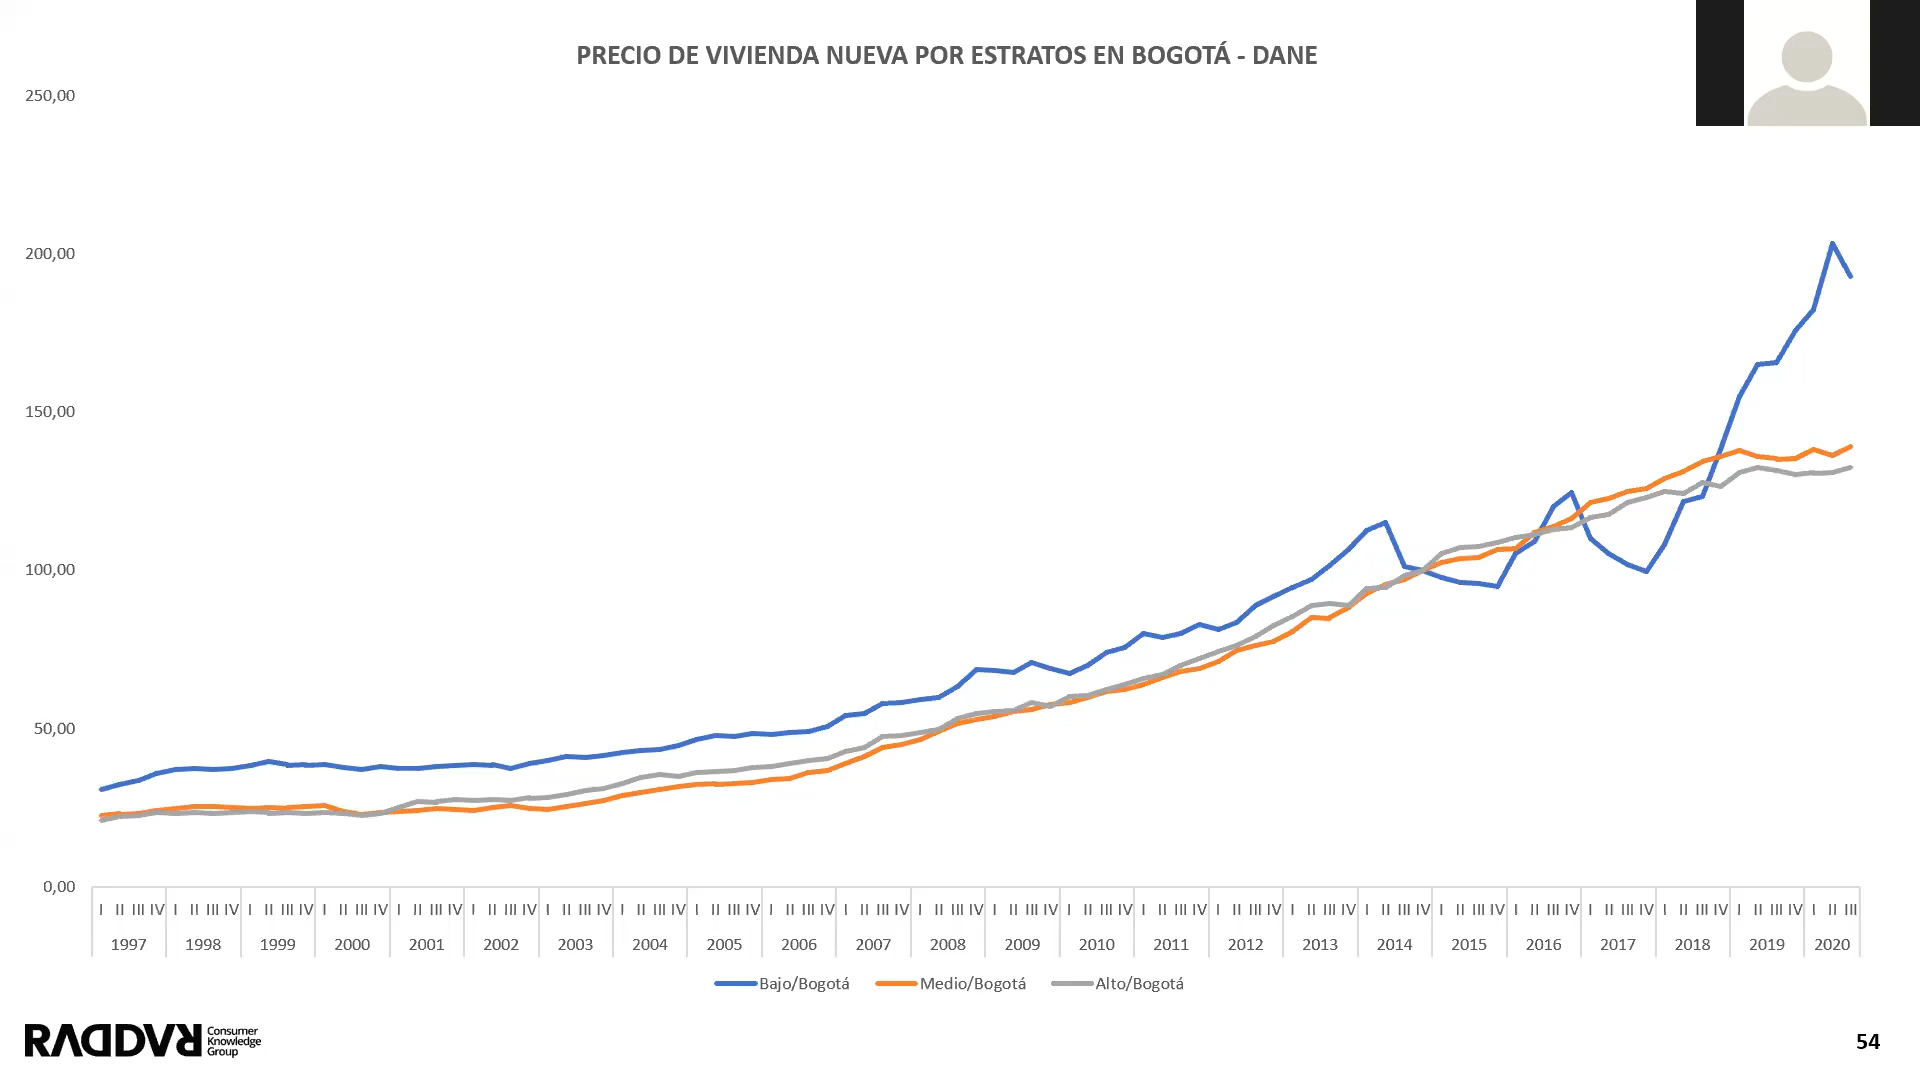 PRECIO DE VIVIENDA NUEVA POR ESTRATOS EN BOGOTÁ - DANE
250,00
200,00
150,00
100,00
50,00
0,00
I II III IV I II III IV I II III IV I II III IV I II III IV I II III IV I II III IV I II III IV I II III IV I II III IV I II III IV I II III IV I II III IV I II III IV I II III IV I II III IV I II III IV I II III IV I II III IV I II III IV I II III IV I II III IV I II III IV I II III
1997 1998 1999 2000 2001 2002 2003 2004 2005 2006 2007 2008 2009 2010 2011 2012 2013 2014 2015 2016 2017 2018 2019 2020
Bajo/Bogotá Medio/Bogotá Alto/Bogotá
RADDAR
Consumer
Knowledge
Group
54